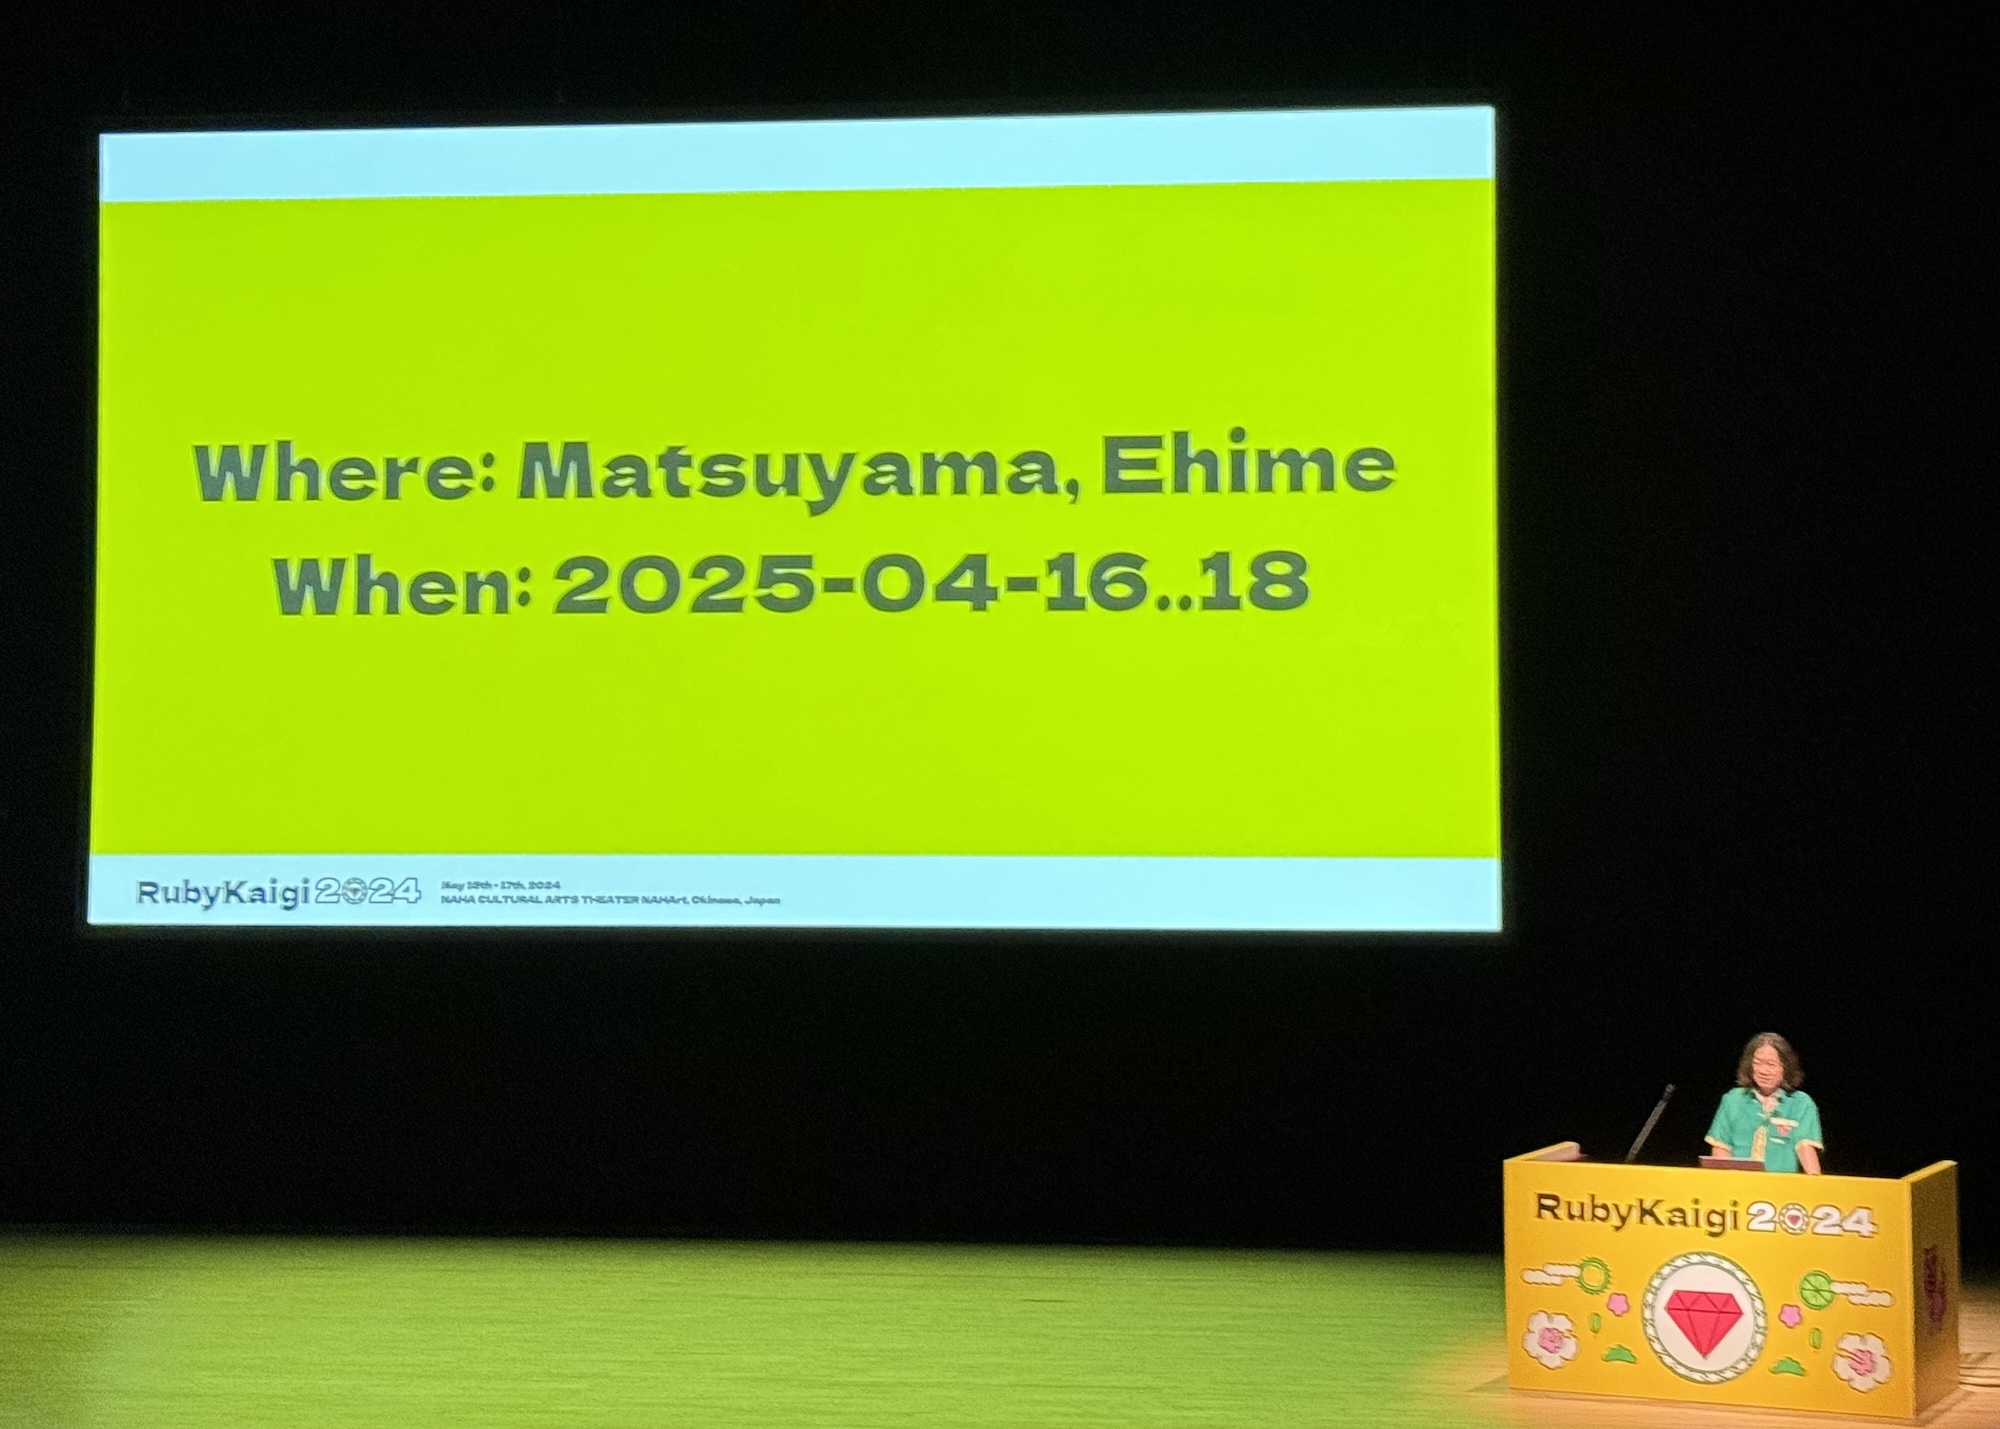 Where: Matsuyama, Ehime
When: 2025-04-16..18
RubyKaigi 2024
May 15th - 17th, 2024
NAHA CULTURAL ARTS THEATER NAHArt, Okinawa, Japan
RubyKaigi 2024